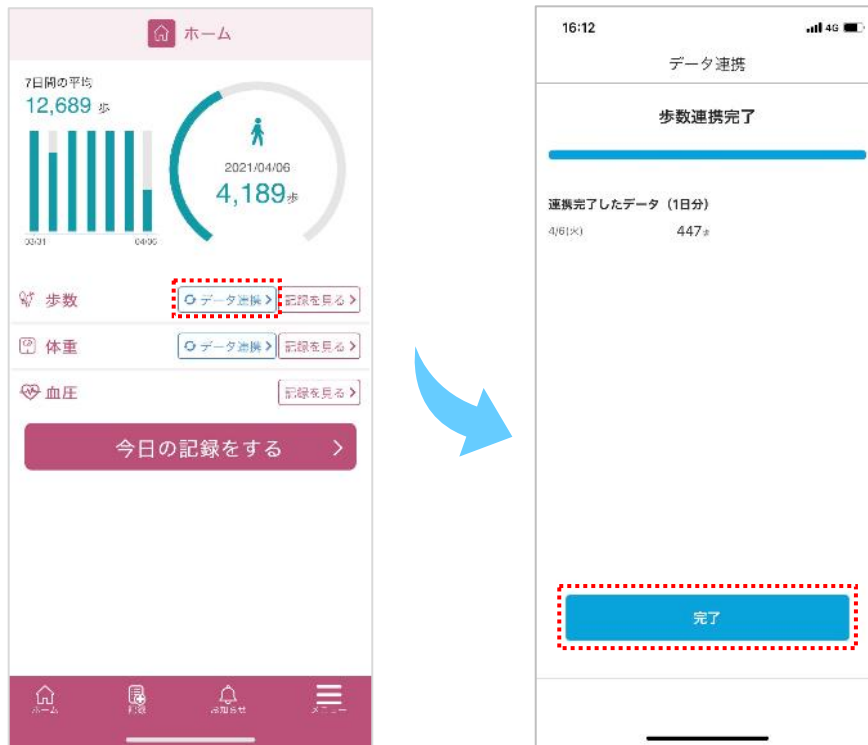 ホーム
7日間の平均
12,689 歩
2021/04/06
4,189歩
03/31
04/06
歩数
データ連携
記録を見る
体重
データ連携
記録を見る
血圧
記録を見る
今日の記録をする
ホーム
記録
お知らせ
メニュー
16:12
4G
データ連携
歩数連携完了
連携完了したデータ（1日分）
4/6(火) 447歩
完了